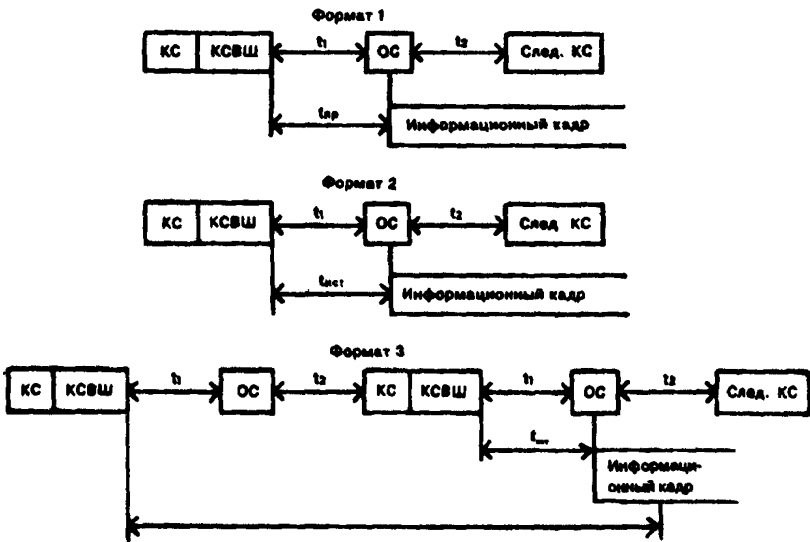 Формат 1
КС КСВШ t1 ОС t2 След. КС
tпр Информационный кадр
Формат 2
КС КСВШ t1 ОС t2 След КС
tист Информационный кадр
Формат 3
КС КСВШ t1 ОС t2 КС КСВШ t1 ОС t2 След. КС
Информаци-
онный кадр